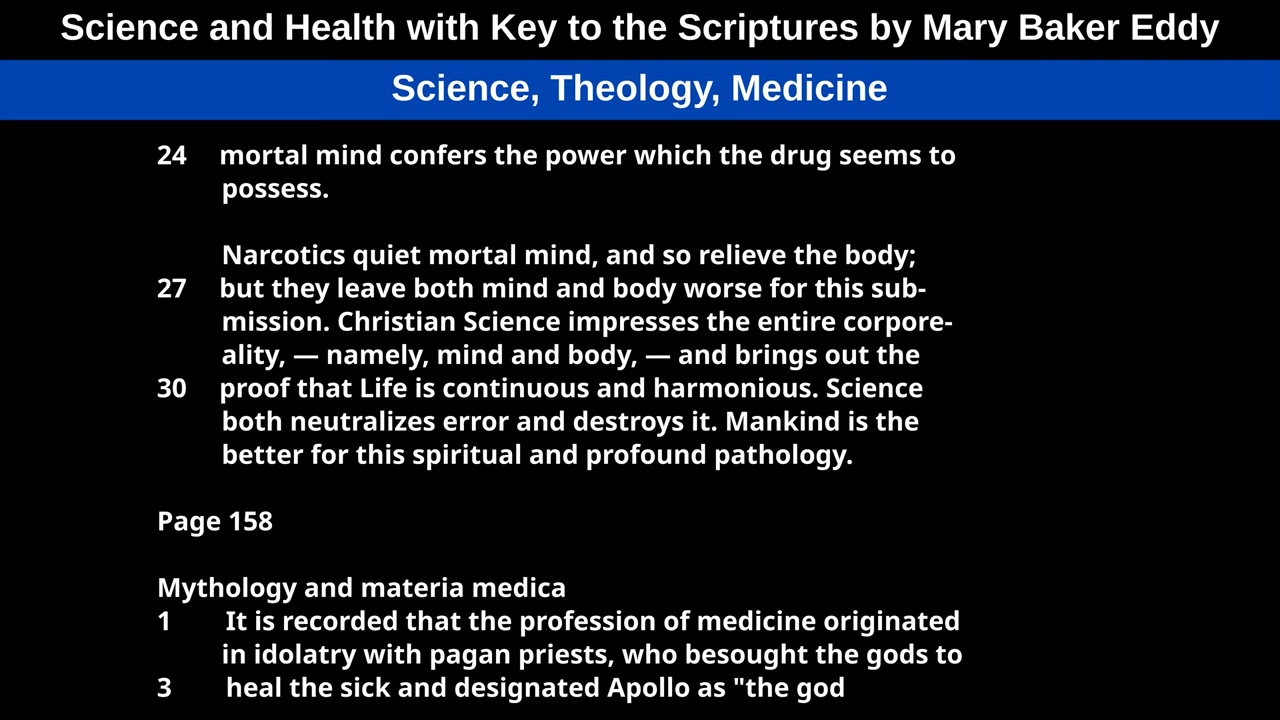 Science and Health with Key to the Scriptures by Mary Baker Eddy
Science, Theology, Medicine
24 mortal mind confers the power which the drug seems to
possess.
Narcotics quiet mortal mind, and so relieve the body;
27 but they leave both mind and body worse for this sub-
mission. Christian Science impresses the entire corpore-
ality, — namely, mind and body, — and brings out the
30 proof that Life is continuous and harmonious. Science
both neutralizes error and destroys it. Mankind is the
better for this spiritual and profound pathology.
Page 158
Mythology and materia medica
1 It is recorded that the profession of medicine originated
in idolatry with pagan priests, who besought the gods to
3 heal the sick and designated Apollo as "the god